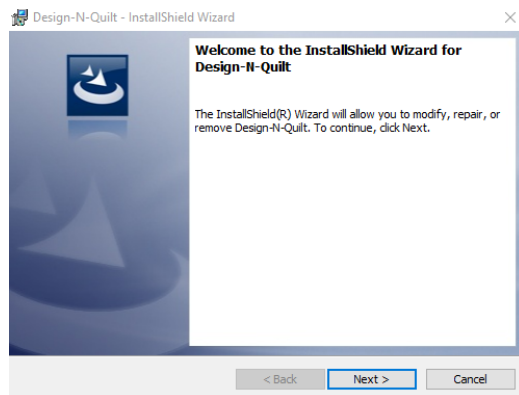 Design-N-Quilt - InstallShield Wizard
Welcome to the InstallShield Wizard for
Design-N-Quilt
The InstallShield(R) Wizard will allow you to modify, repair, or
remove Design-N-Quilt. To continue, click Next.
< Back Next > Cancel